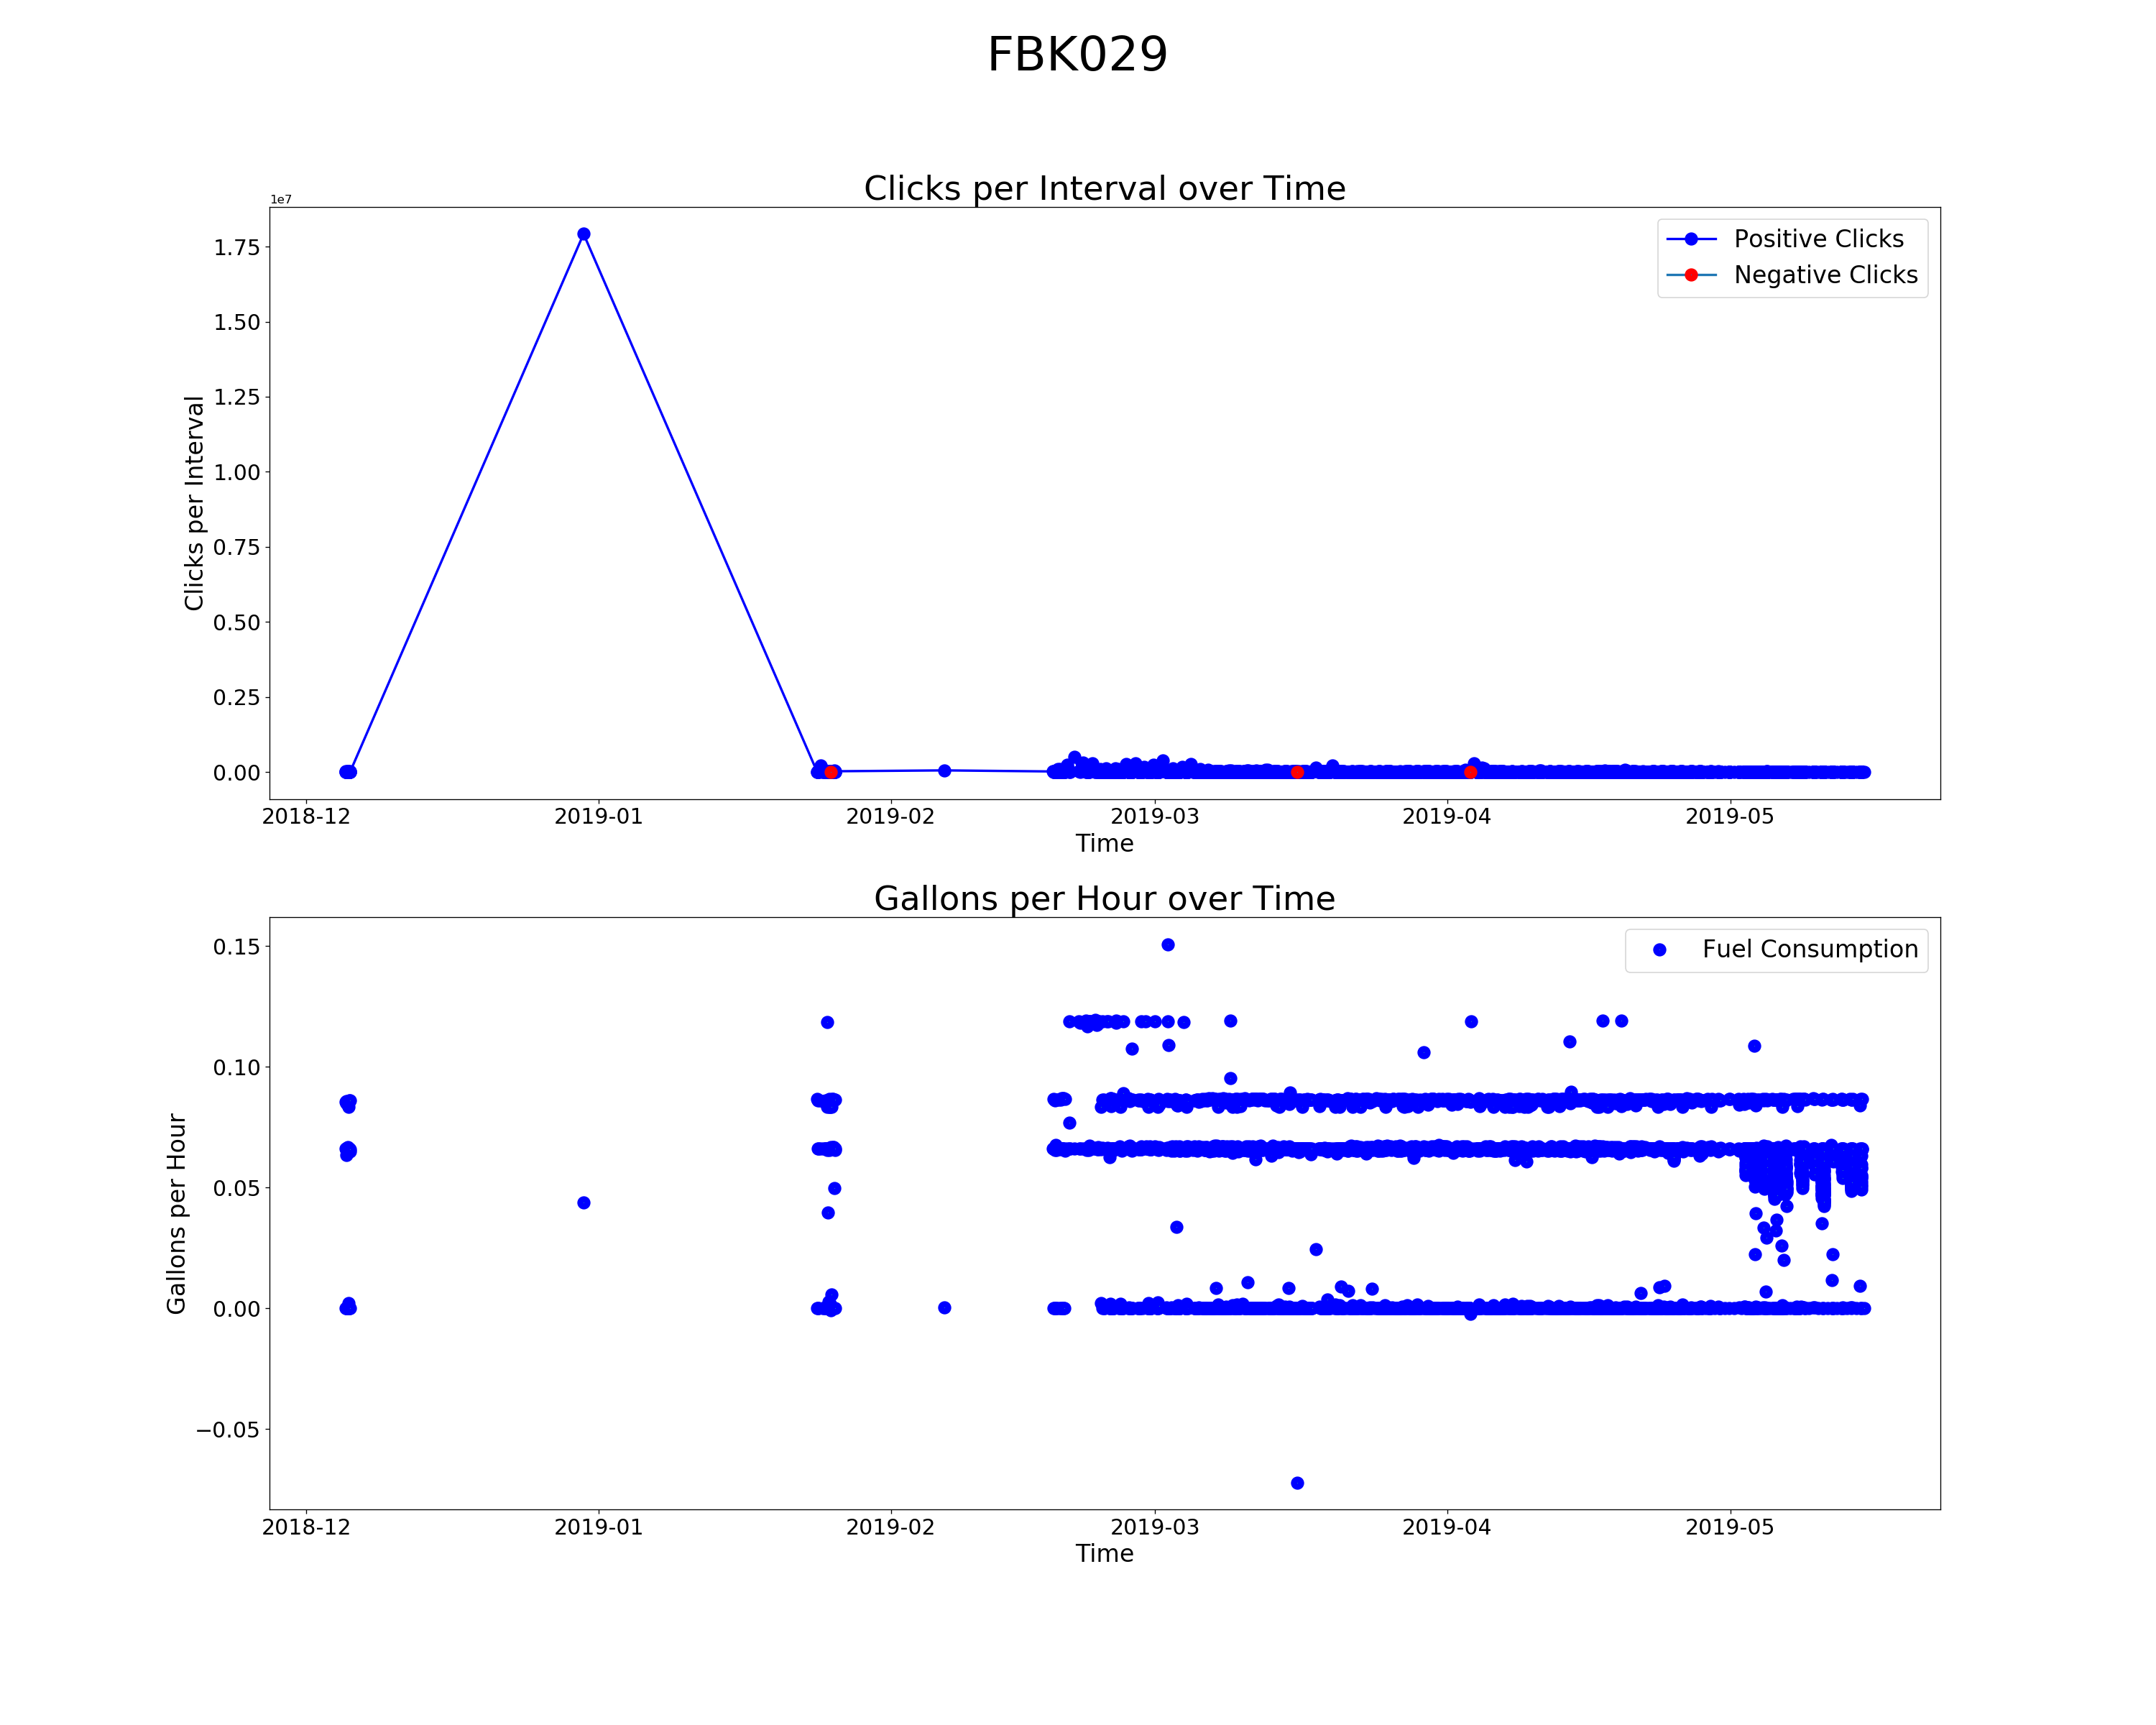 FBK029
Clicks per Interval over Time
1e7
Positive Clicks
Negative Clicks
1.75
1.50
1.25
1.00
0.75
0.50
0.25
0.00
Clicks per Interval
2018-12 2019-01 2019-02 2019-03 2019-04 2019-05
Time
Gallons per Hour over Time
Fuel Consumption
0.15
0.10
0.05
0.00
−0.05
Gallons per Hour
2018-12 2019-01 2019-02 2019-03 2019-04 2019-05
Time